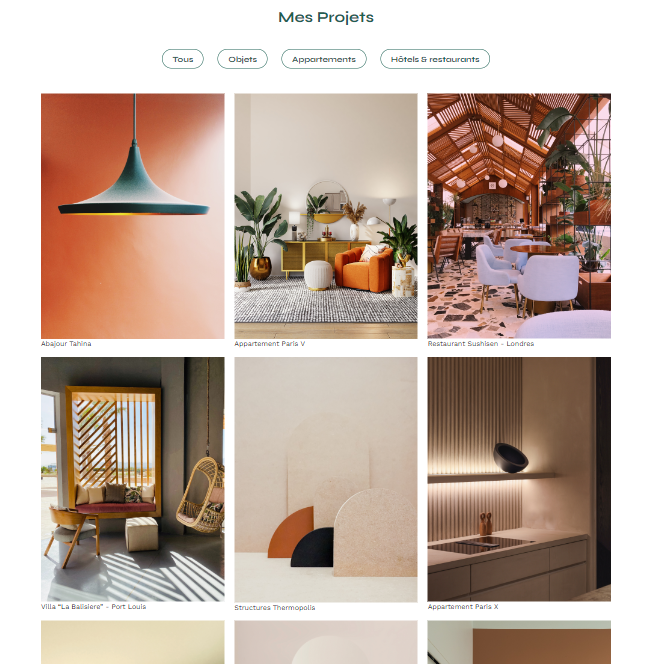 Mes Projets
Tous
Objets
Appartements
Hôtels & restaurants
Abajour Tahina
Appartement Paris V
Restaurant Sushisen - Londres
Villa “La Balisiere” - Port Louis
Structures Thermopolis
Appartement Paris X